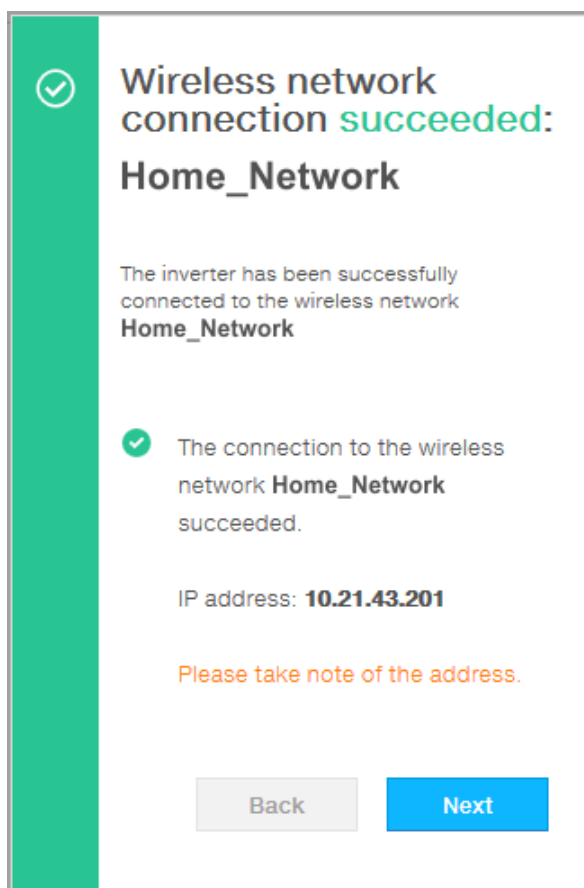 Wireless network
connection succeeded:
Home_Network
The inverter has been successfully
connected to the wireless network
Home_Network
The connection to the wireless
network Home_Network
succeeded.
IP address: 10.21.43.201
Please take note of the address.
Back
Next